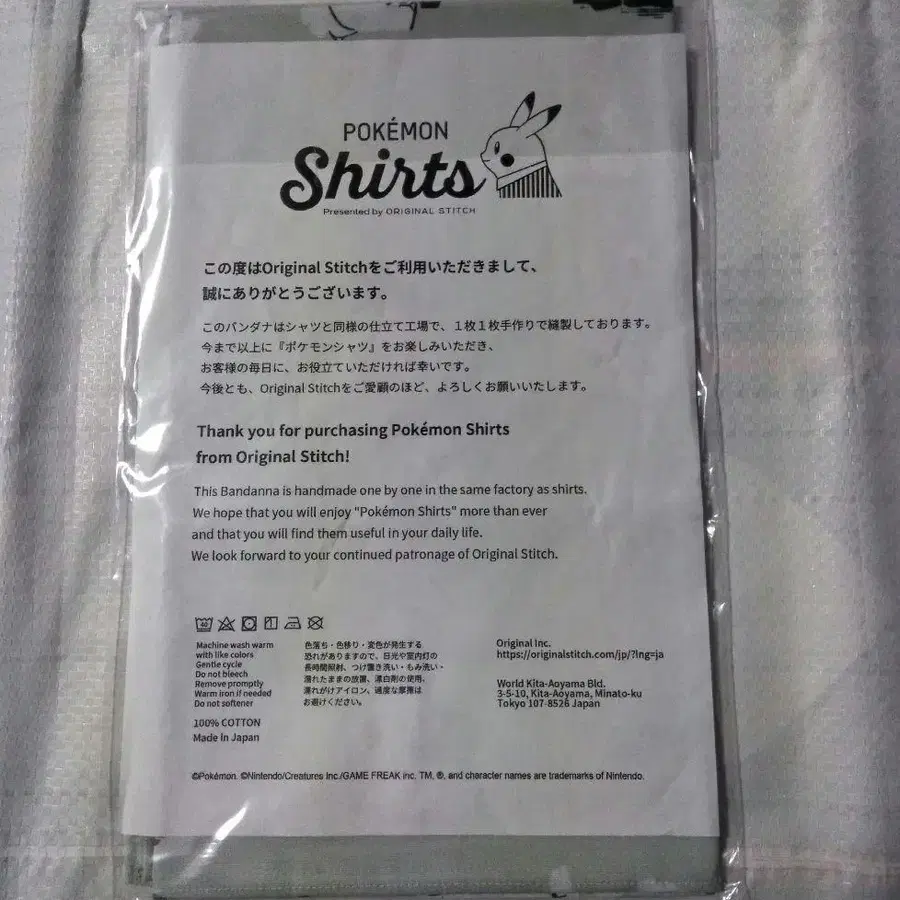 POKÉMON
Shirts
Presented by ORIGINAL STITCH
この度はOriginal Stitchをご利用いただきまして、
誠にありがとうございます。
このバンダナはシャツと同様の仕立て工場で、1枚1枚手作りで縫製しております。
今まで以上に『ポケモンシャツ』をお楽しみいただき、
お客様の毎日に、お役立ていただければ幸いです。
今後とも、Original Stitchをご愛顧のほど、よろしくお願いいたします。
Thank you for purchasing Pokémon Shirts
from Original Stitch!
This Bandanna is handmade one by one in the same factory as shirts.
We hope that you will enjoy "Pokémon Shirts" more than ever
and that you will find them useful in your daily life.
We look forward to your continued patronage of Original Stitch.
40
Machine wash warm
with like colors
Gentle cycle
Do not bleech
Remove promptly
Warm iron if needed
Do not softener
100% COTTON
Made in Japan
色落ち・色移り・変色が発生する
恐れがありますので、日光や室内灯の
長時間照射、つけ置き洗い・もみ洗い・
濡れたままの放置、漂白剤の使用、
濡れがけアイロン、過度な摩擦は
お避けください。
Original Inc.
https://originalstitch.com/jp/?lng=ja
World Kita-Aoyama Bld.
3-5-10, Kita-Aoyama, Minato-ku
Tokyo 107-8526 Japan
©Pokémon. ©Nintendo/Creatures Inc./GAME FREAK inc. TM, ®, and character names are trademarks of Nintendo.